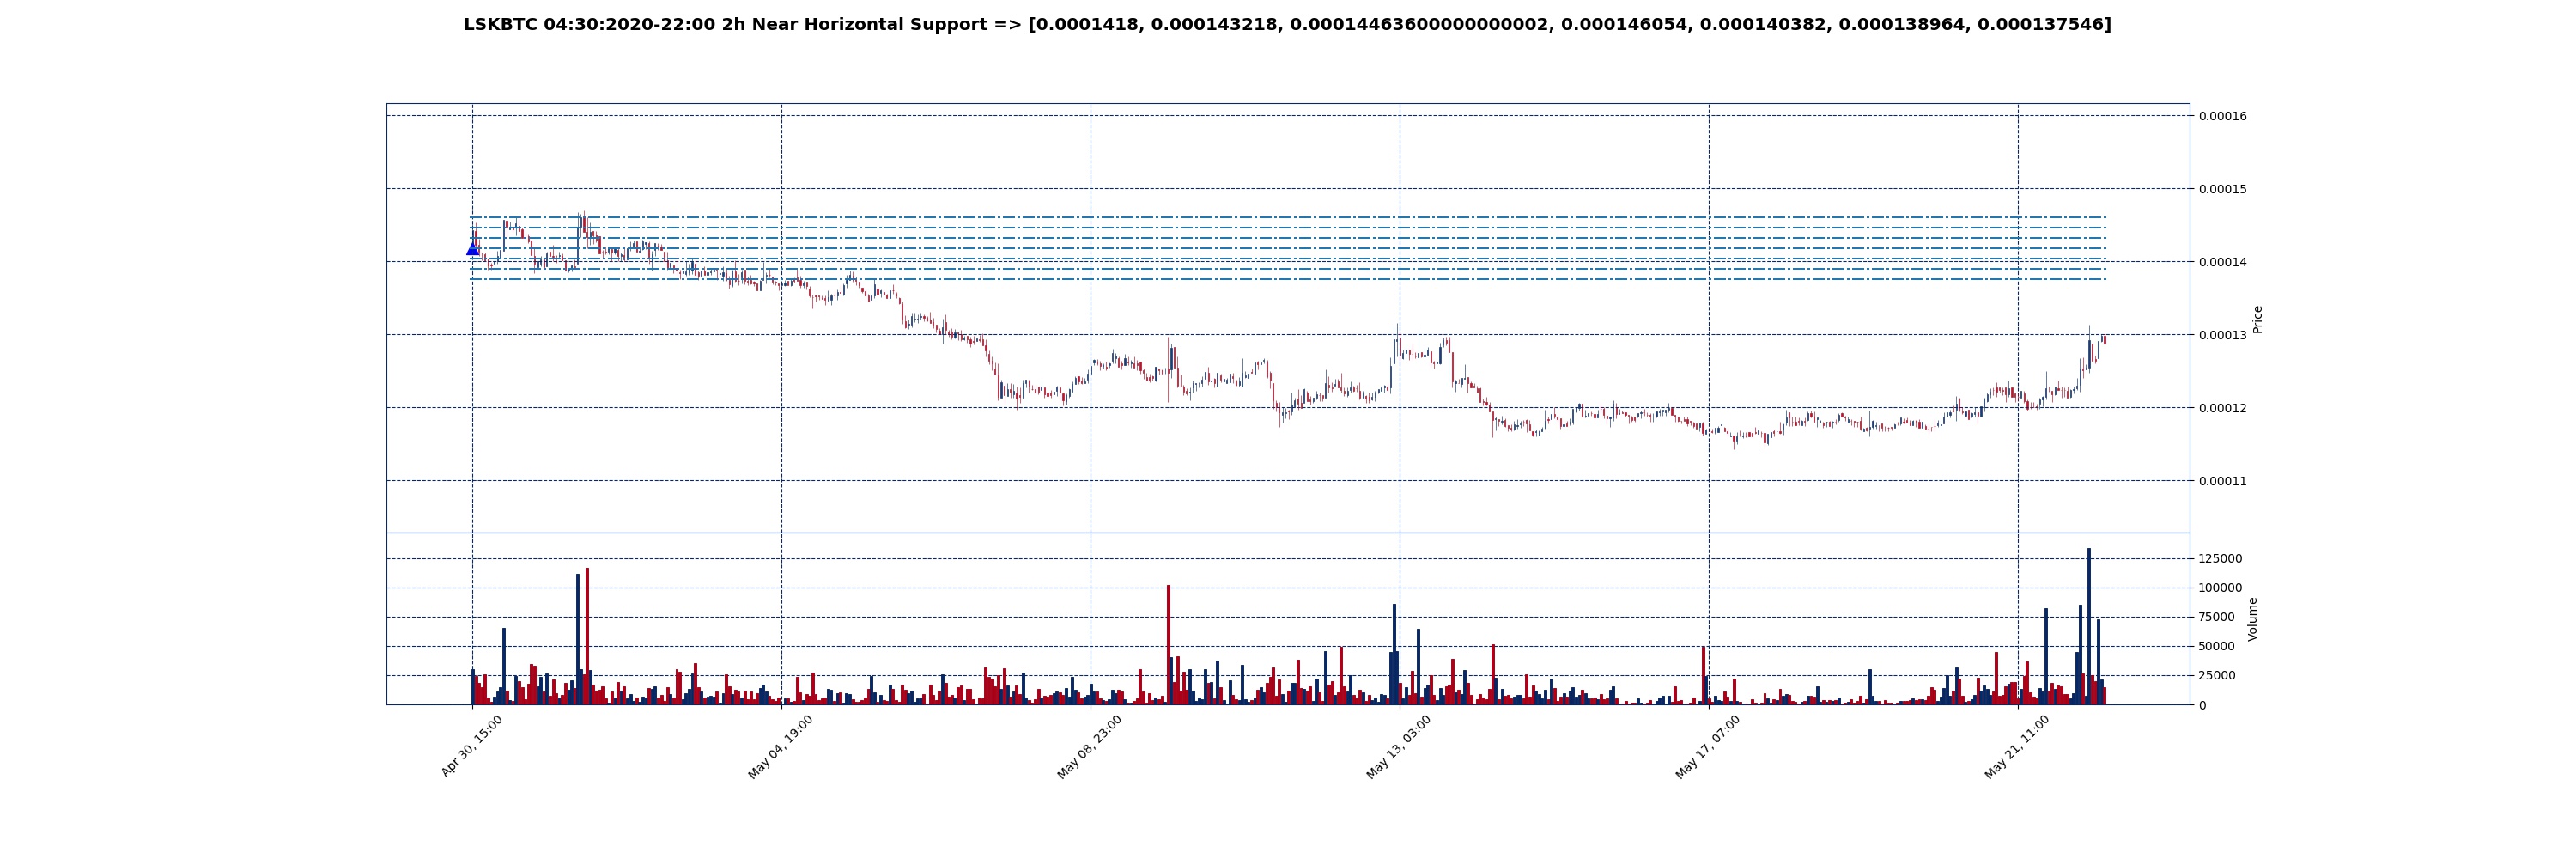 LSKBTC 04:30:2020-22:00 2h Near Horizontal Support => [0.0001418, 0.000143218, 0.00014463600000000002, 0.000146054, 0.000140382, 0.000138964, 0.000137546]
0.00016
0.00015
0.00014
0.00013
0.00012
0.00011
Price
125000
100000
75000
50000
25000
0
Volume
Apr 30, 15:00
May 04, 19:00
May 08, 23:00
May 13, 03:00
May 17, 07:00
May 21, 11:00